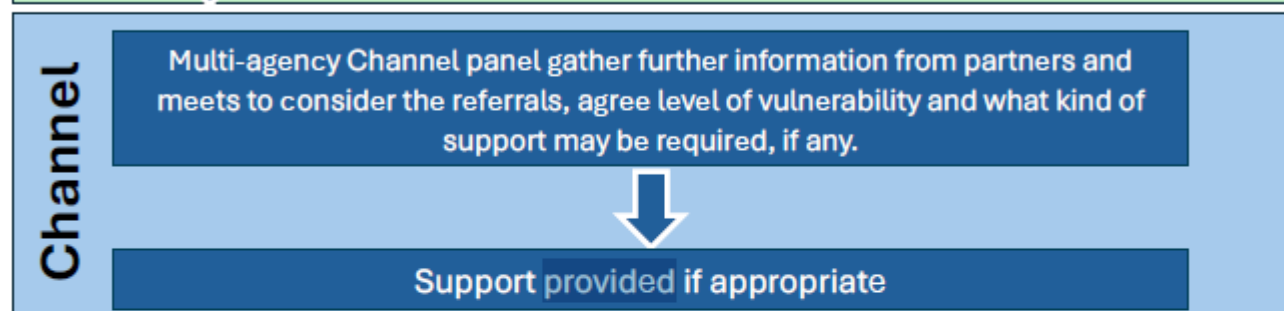 Channel
Multi-agency Channel panel gather further information from partners and
meets to consider the referrals, agree level of vulnerability and what kind of
support may be required, if any.
Support provided if appropriate